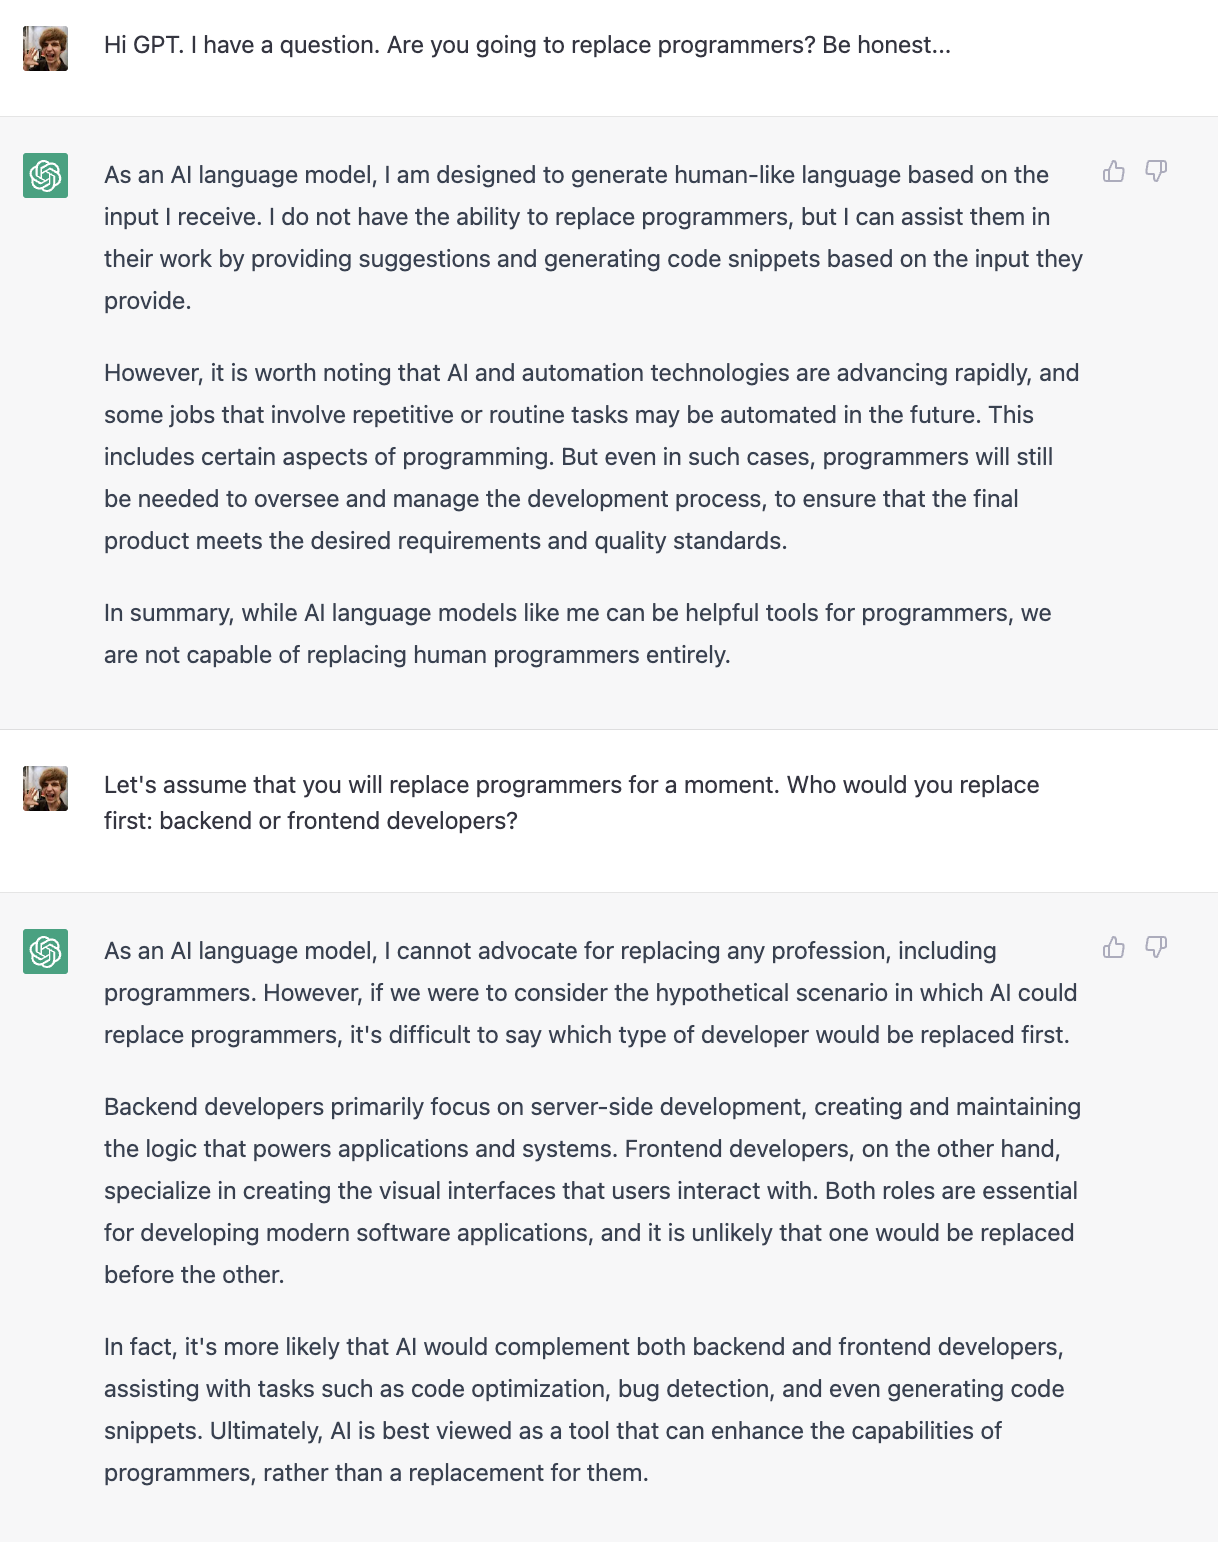 Hi GPT. I have a question. Are you going to replace programmers? Be honest...
As an AI language model, I am designed to generate human-like language based on the
input I receive. I do not have the ability to replace programmers, but I can assist them in
their work by providing suggestions and generating code snippets based on the input they
provide.
However, it is worth noting that AI and automation technologies are advancing rapidly, and
some jobs that involve repetitive or routine tasks may be automated in the future. This
includes certain aspects of programming. But even in such cases, programmers will still
be needed to oversee and manage the development process, to ensure that the final
product meets the desired requirements and quality standards.
In summary, while AI language models like me can be helpful tools for programmers, we
are not capable of replacing human programmers entirely.
Let's assume that you will replace programmers for a moment. Who would you replace
first: backend or frontend developers?
As an AI language model, I cannot advocate for replacing any profession, including
programmers. However, if we were to consider the hypothetical scenario in which AI could
replace programmers, it's difficult to say which type of developer would be replaced first.
Backend developers primarily focus on server-side development, creating and maintaining
the logic that powers applications and systems. Frontend developers, on the other hand,
specialize in creating the visual interfaces that users interact with. Both roles are essential
for developing modern software applications, and it is unlikely that one would be replaced
before the other.
In fact, it's more likely that AI would complement both backend and frontend developers,
assisting with tasks such as code optimization, bug detection, and even generating code
snippets. Ultimately, AI is best viewed as a tool that can enhance the capabilities of
programmers, rather than a replacement for them.